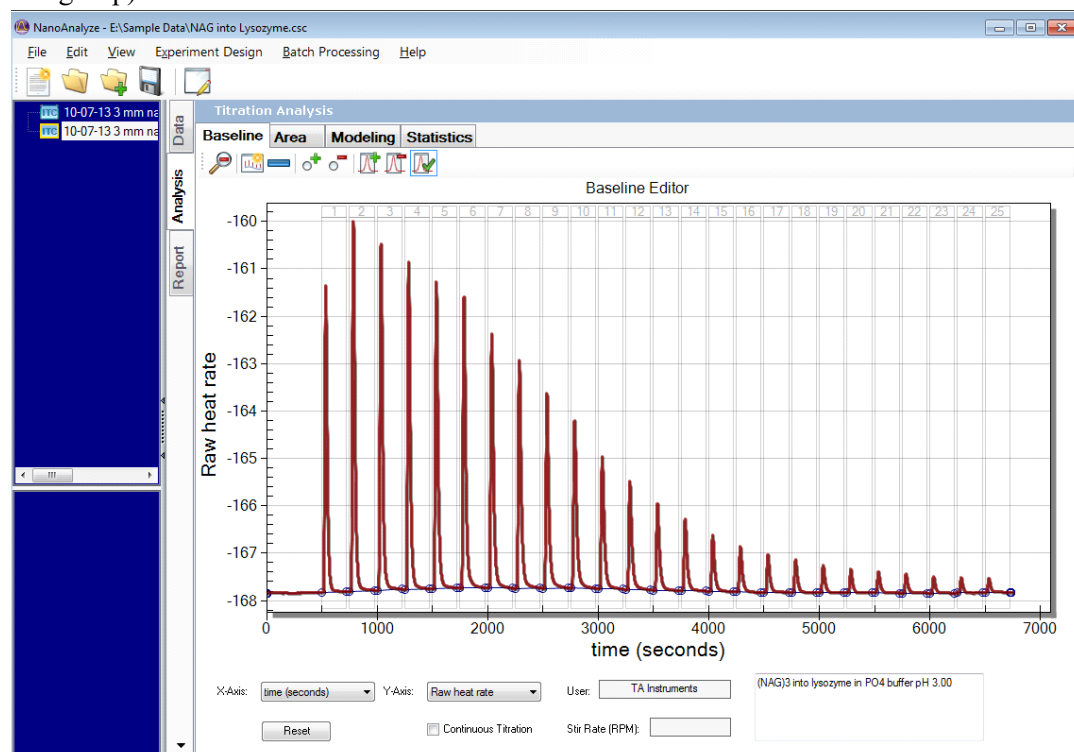 NanoAnalyze - E:\Sample Data\NAG into Lysozyme.csc
File Edit View Experiment Design Batch Processing Help
ITC 10-07-13 3 mm na
ITC 10-07-13 3 mm na
Data
Analysis
Report
Titration Analysis
Baseline Area Modeling Statistics
Baseline Editor
1 2 3 4 5 6 7 8 9 10 11 12 13 14 15 16 17 18 19 20 21 22 23 24 25
-160
-161
-162
-163
-164
-165
-166
-167
-168
Raw heat rate
0 1000 2000 3000 4000 5000 6000 7000
time (seconds)
X-Axis: time (seconds) Y-Axis: Raw heat rate User: TA Instruments (NAG)3 into lysozyme in PO4 buffer pH 3.00
Reset Continuous Titration Stir Rate (RPM):